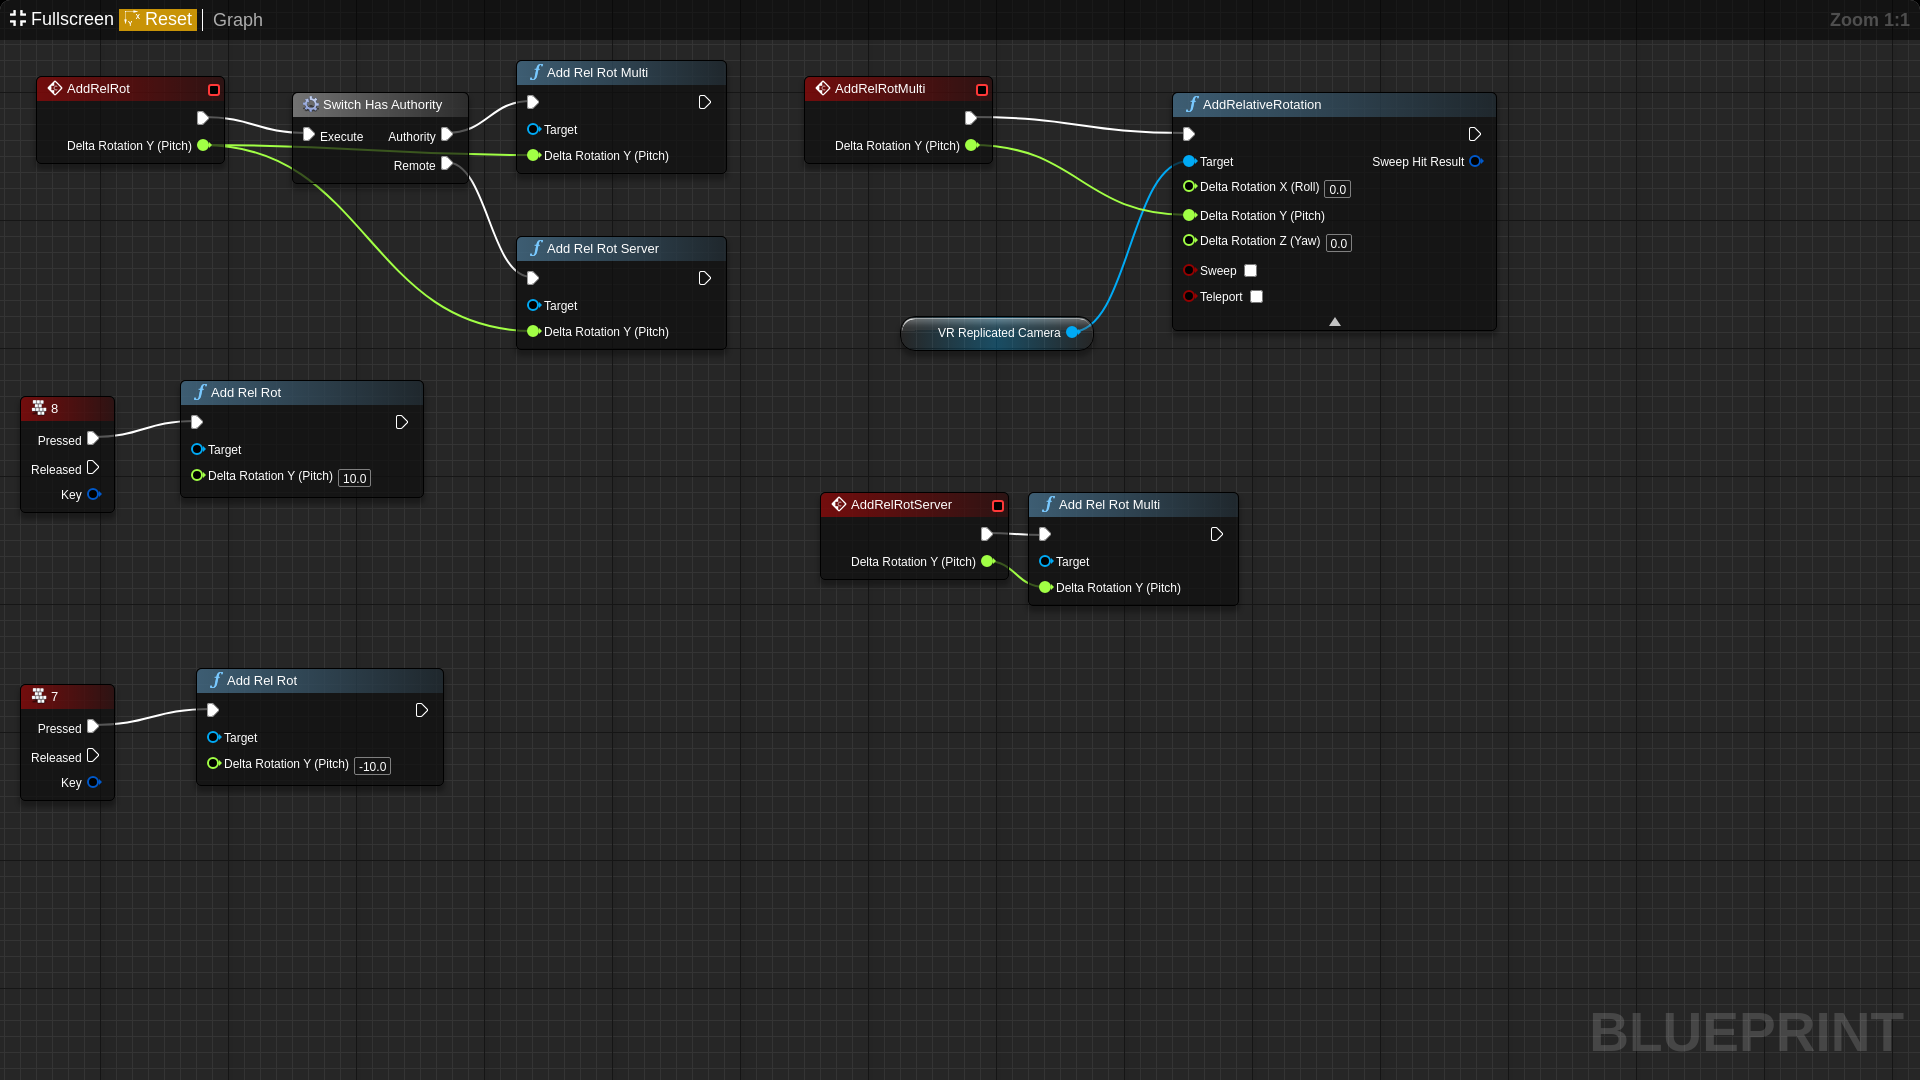 Fullscreen Reset Graph
Zoom 1:1
AddRelRot
Delta Rotation Y (Pitch)
Switch Has Authority
Execute Authority
Remote
Add Rel Rot Multi
Target
Delta Rotation Y (Pitch)
Add Rel Rot Server
Target
Delta Rotation Y (Pitch)
AddRelRotMulti
Delta Rotation Y (Pitch)
AddRelativeRotation
Target Sweep Hit Result
Delta Rotation X (Roll) 0.0
Delta Rotation Y (Pitch)
Delta Rotation Z (Yaw) 0.0
Sweep
Teleport
VR Replicated Camera
8
Pressed
Released
Key
Add Rel Rot
Target
Delta Rotation Y (Pitch) 10.0
AddRelRotServer
Delta Rotation Y (Pitch)
Add Rel Rot Multi
Target
Delta Rotation Y (Pitch)
7
Pressed
Released
Key
Add Rel Rot
Target
Delta Rotation Y (Pitch) -10.0
BLUEPRINT